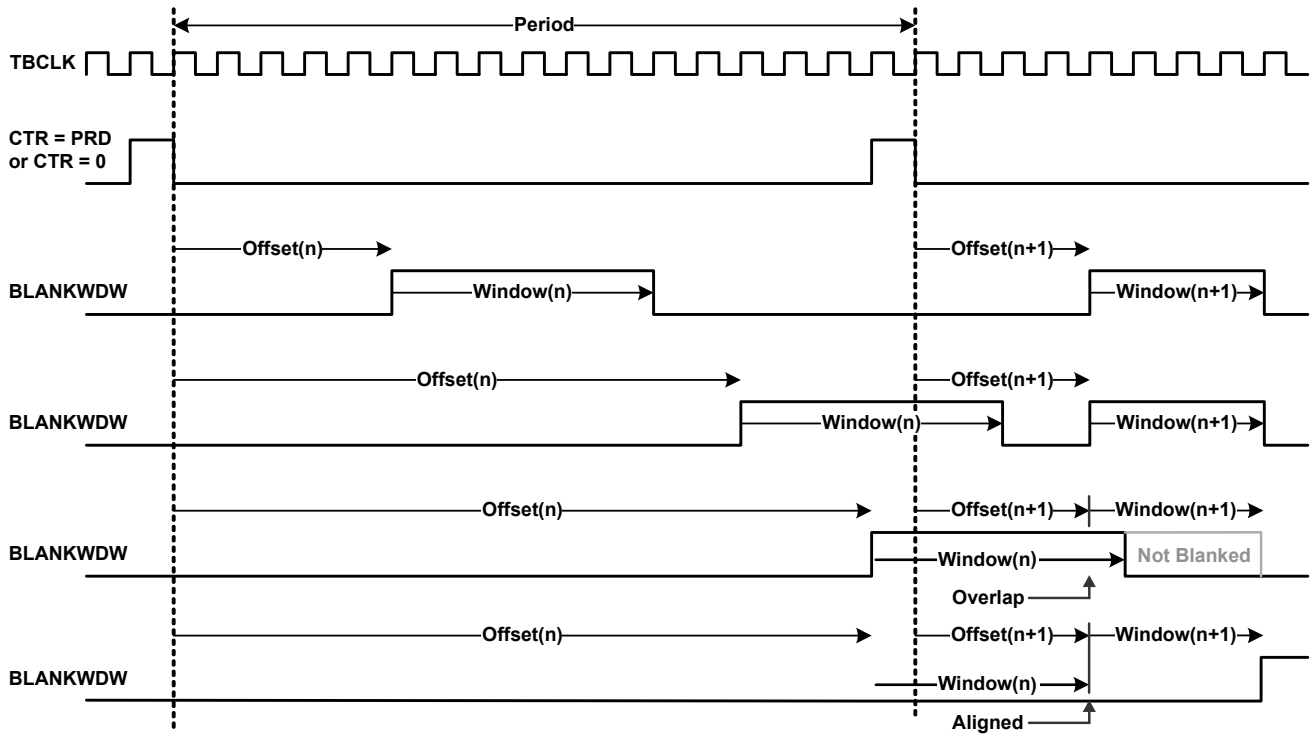 Period
TBCLK
CTR = PRD
or CTR = 0
Offset(n)
Offset(n+1)
BLANKWDW
Window(n)
Window(n+1)
Offset(n)
Offset(n+1)
BLANKWDW
Window(n)
Window(n+1)
Offset(n)
Offset(n+1)
Window(n+1)
BLANKWDW
Window(n)
Not Blanked
Overlap
Offset(n)
Offset(n+1)
Window(n+1)
BLANKWDW
Window(n)
Aligned